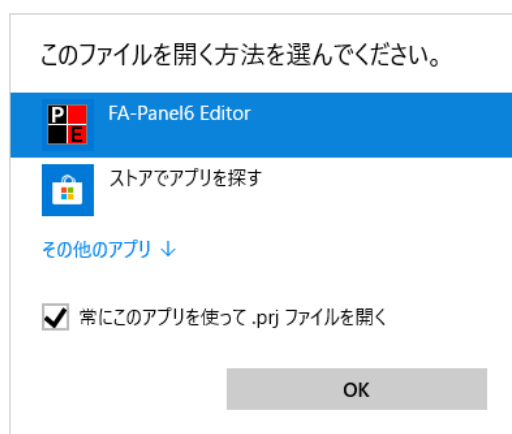 このファイルを開く方法を選んでください。
P
E
FA-Panel6 Editor
ストアでアプリを探す
その他のアプリ ↓
常にこのアプリを使って .prj ファイルを開く
OK